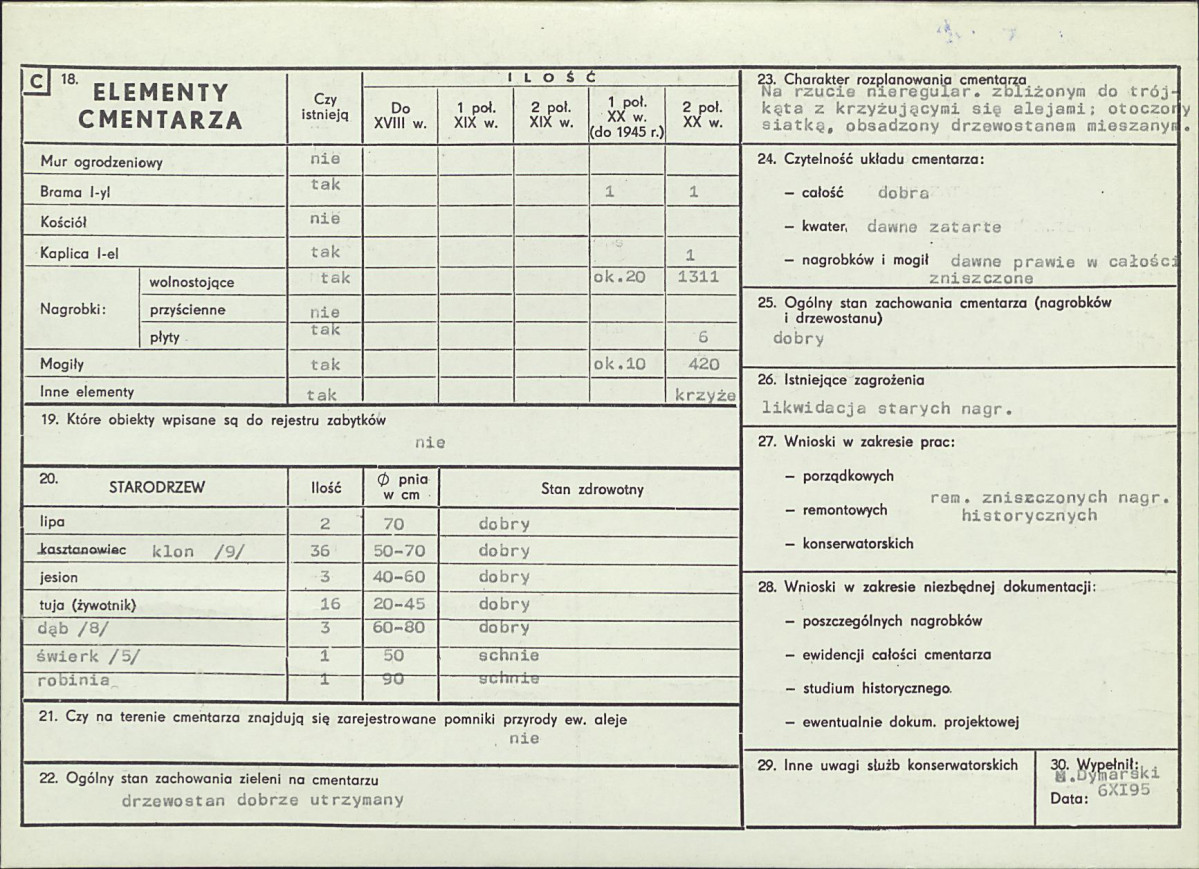 C 18. ELEMENTY CMENTARZA
Czy istnieją
ILOŚĆ
Do XVIII w.
1 poł. XIX w.
2 poł. XIX w.
1 poł. XX w. (do 1945 r.)
2 poł. XX w.
Mur ogrodzeniowy nie
Brama I-yl tak 1 1
Kościół nie
Kaplica I-el tak 1
Nagrobki:
wolnostojące tak ok.20 1311
przyścienne nie
płyty tak 6
Mogiły tak ok.10 420
Inne elementy tak krzyże
19. Które obiekty wpisane są do rejestru zabytków
nie
20. STARODRZEW Ilość Ø pnia w cm Stan zdrowotny
lipa 2 70 dobry
kasztanowiec klon /9/ 36 50-70 dobry
jesion 3 40-60 dobry
tuja (żywotnik) 16 20-45 dobry
dąb /8/ 3 60-80 dobry
świerk /5/ 1 50 schnie
robinia 1 90 schnie
21. Czy na terenie cmentarza znajdują się zarejestrowane pomniki przyrody ew. aleje
nie
22. Ogólny stan zachowania zieleni na cmentarzu
drzewostan dobrze utrzymany
23. Charakter rozplanowania cmentarza
Na rzucie nieregular. zbliżonym do trój-
kąta z krzyżującymi się alejami; otoczony
siatką, obsadzony drzewostanem mieszanym.
24. Czytelność układu cmentarza:
– całość dobra
– kwater, dawne zatarte
– nagrobków i mogił dawne prawie w całości
zniszczone
25. Ogólny stan zachowania cmentarza (nagrobków
i drzewostanu)
dobry
26. Istniejące zagrożenia
likwidacja starych nagr.
27. Wnioski w zakresie prac:
– porządkowych
rem. zniszczonych nagr.
– remontowych
historycznych
– konserwatorskich
28. Wnioski w zakresie niezbędnej dokumentacji:
– poszczególnych nagrobków
– ewidencji całości cmentarza
– studium historycznego.
– ewentualnie dokum. projektowej
29. Inne uwagi służb konserwatorskich
30. Wypełnił:
M.Dymarski
Data: 6XI95